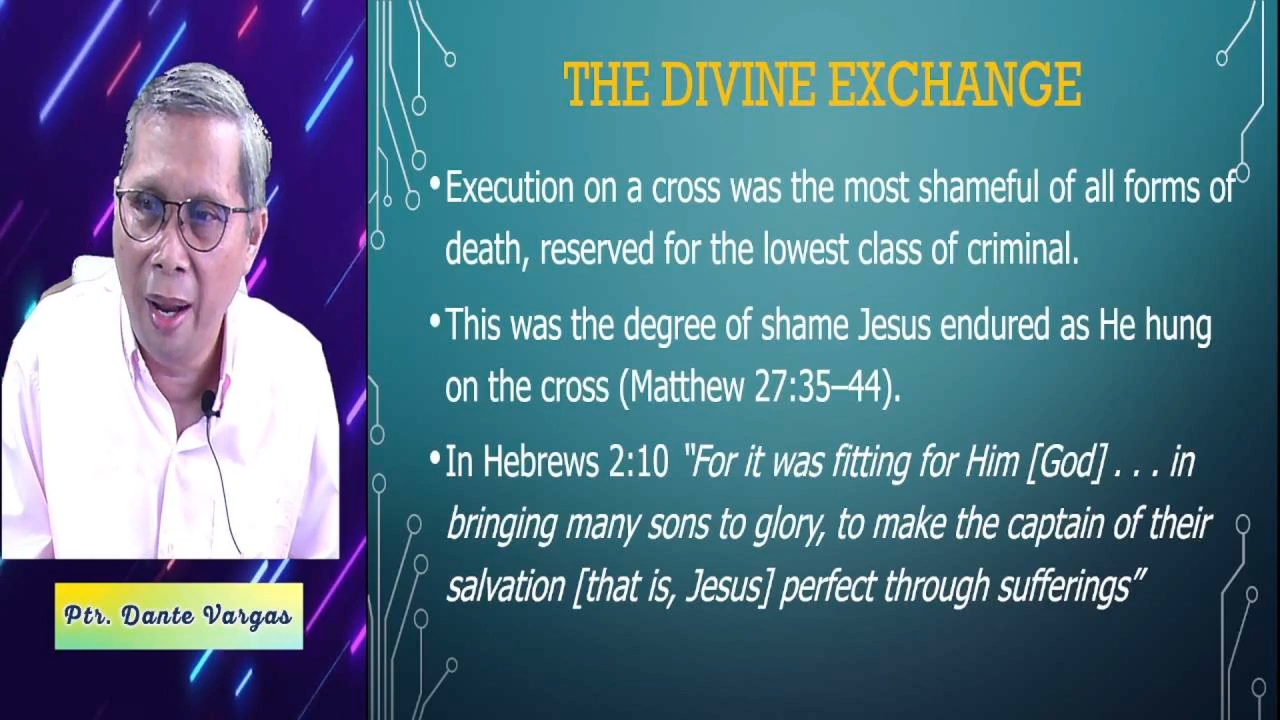 THE DIVINE EXCHANGE
•Execution on a cross was the most shameful of all forms of
death, reserved for the lowest class of criminal.
•This was the degree of shame Jesus endured as He hung
on the cross (Matthew 27:35–44).
•In Hebrews 2:10 “For it was fitting for Him [God] . . . in
bringing many sons to glory, to make the captain of their
salvation [that is, Jesus] perfect through sufferings”
Ptr. Dante Vargas